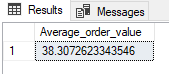 Results Messages
Average_order_value
1 38.3072623343546